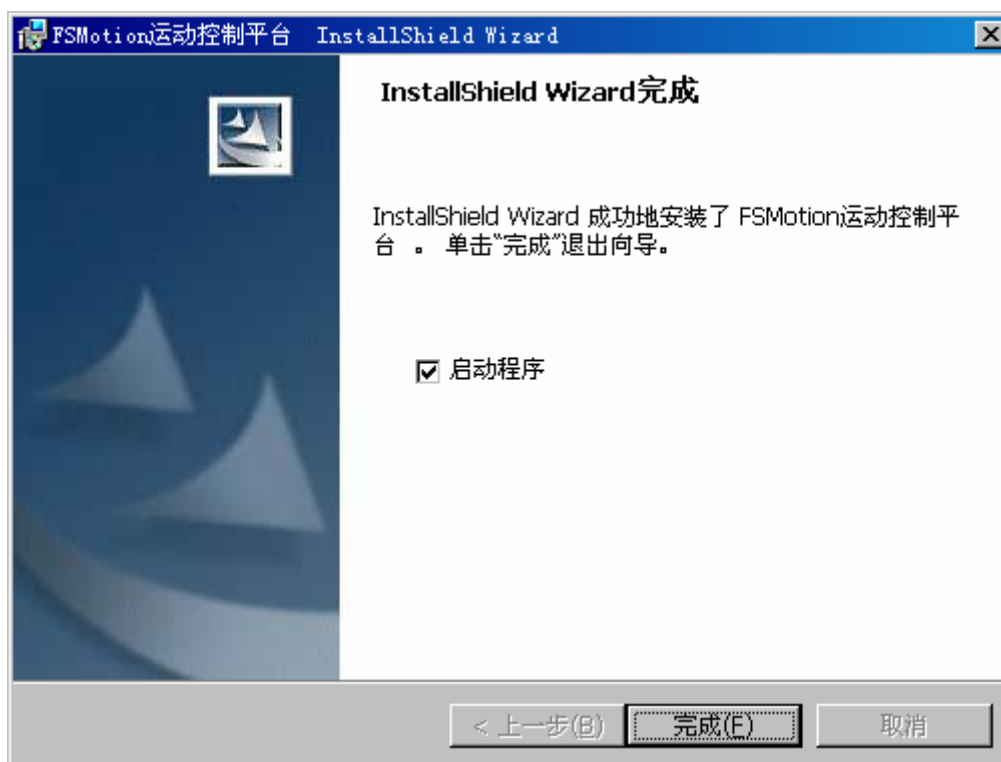 FSMotion运动控制平台 InstallShield Wizard
InstallShield Wizard完成
InstallShield Wizard 成功地安装了 FSMotion运动控制平
台 。 单击“完成”退出向导。
启动程序
< 上一步(B)
完成(F)
取消